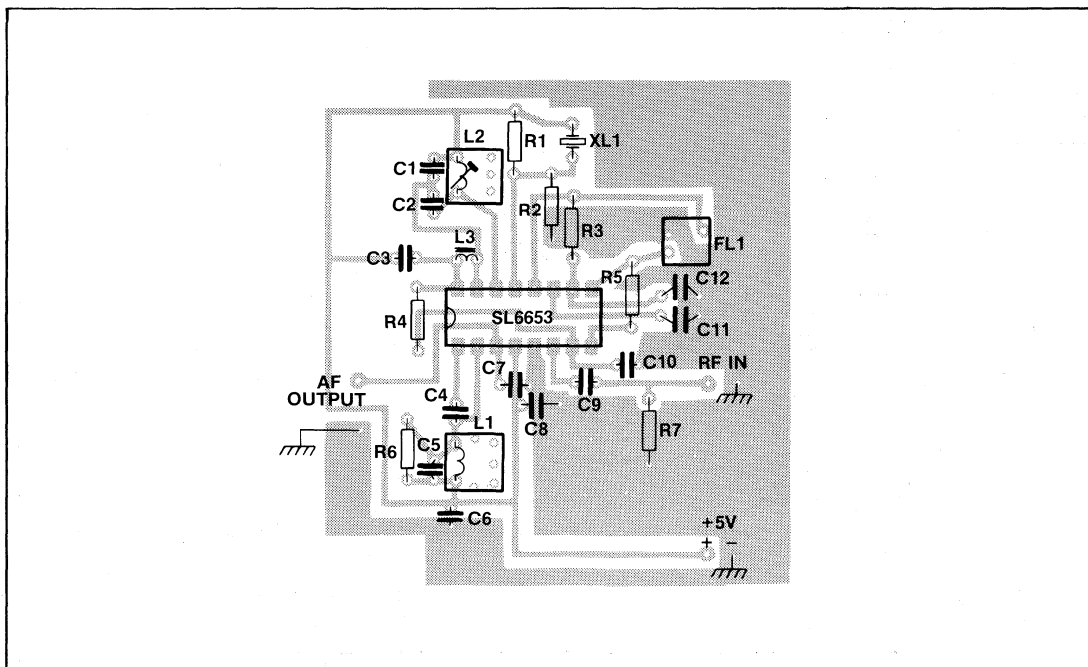 L2
R1
XL1
C1
C2
R2
R3
L3
FL1
C3
R5
C12
SL6653
R4
C11
C7
C10
RF IN
AF
OUTPUT
C4
C9
C8
L1
R7
R6
C5
C6
+5V
+ −